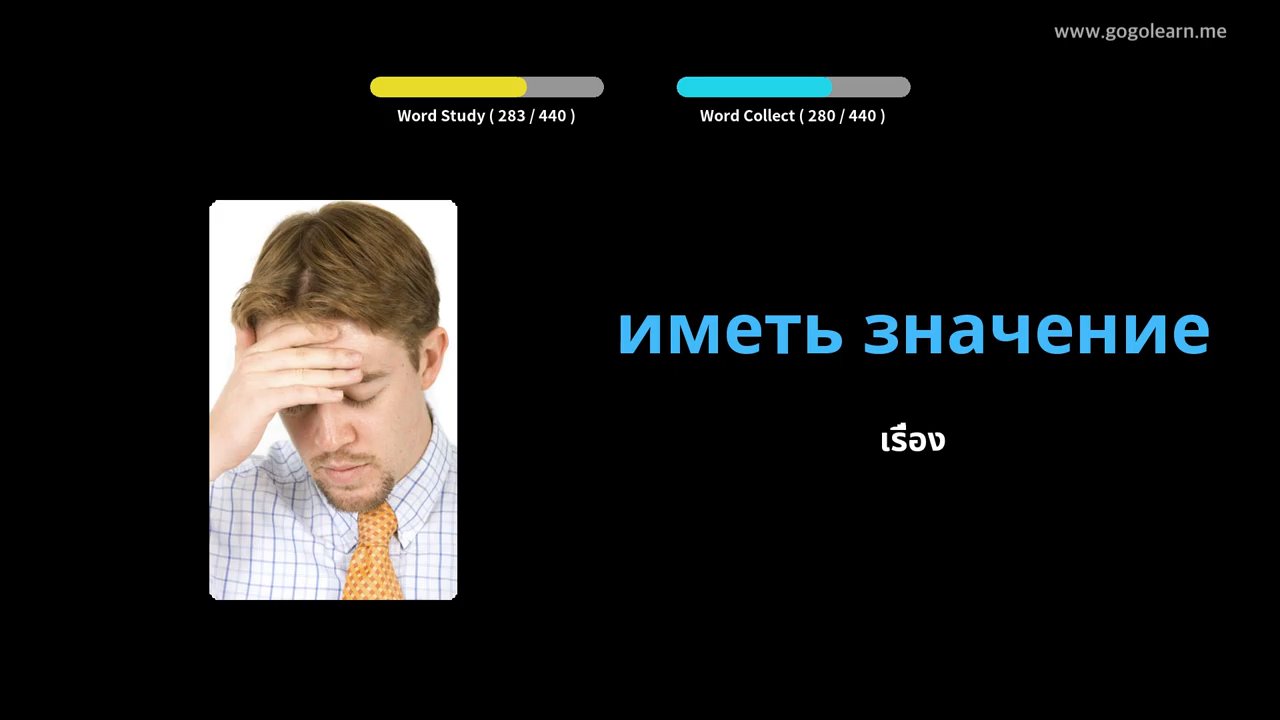 www.gogolearn.me
Word Study ( 283 / 440 )
Word Collect ( 280 / 440 )
иметь значение
เรื่อง